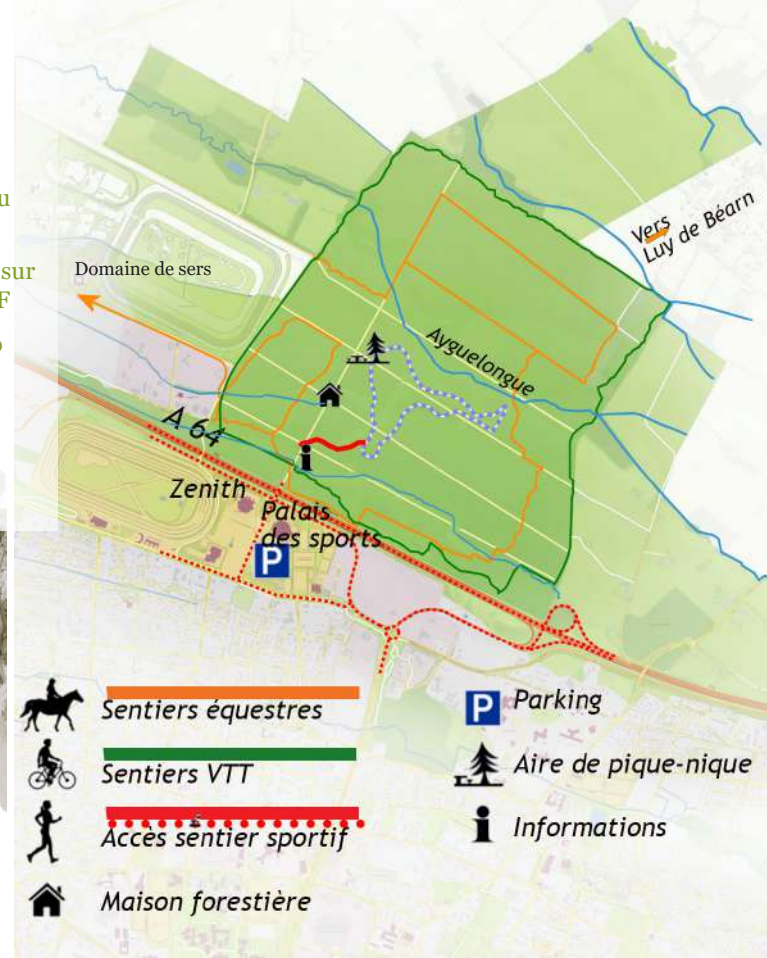 u
sur
F
Domaine de sers
Vers
Luy de Béarn
Ayguelongue
A 64
Zenith
Palais
des sports
P
Sentiers équestres
Sentiers VTT
Accès sentier sportif
Maison forestière
P Parking
Aire de pique-nique
i Informations